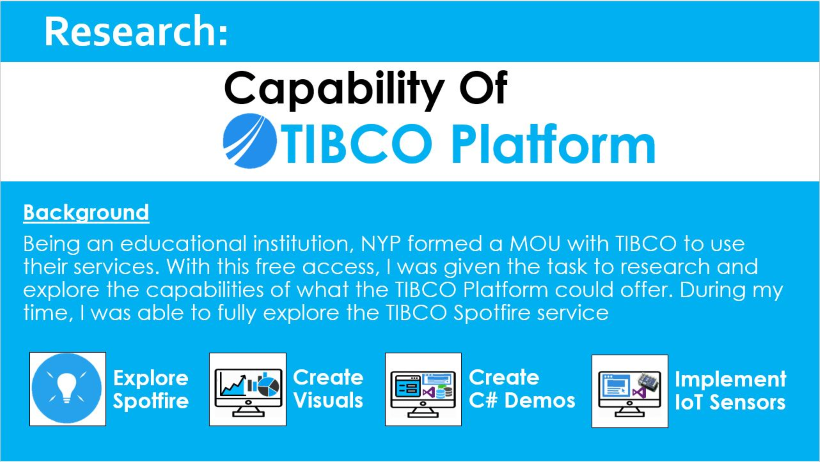 Research:
Capability Of
TIBCO Platform
Background
Being an educational institution, NYP formed a MOU with TIBCO to use
their services. With this free access, I was given the task to research and
explore the capabilities of what the TIBCO Platform could offer. During my
time, I was able to fully explore the TIBCO Spotfire service
Explore
Spotfire
Create
Visuals
Create
C# Demos
Implement
IoT Sensors